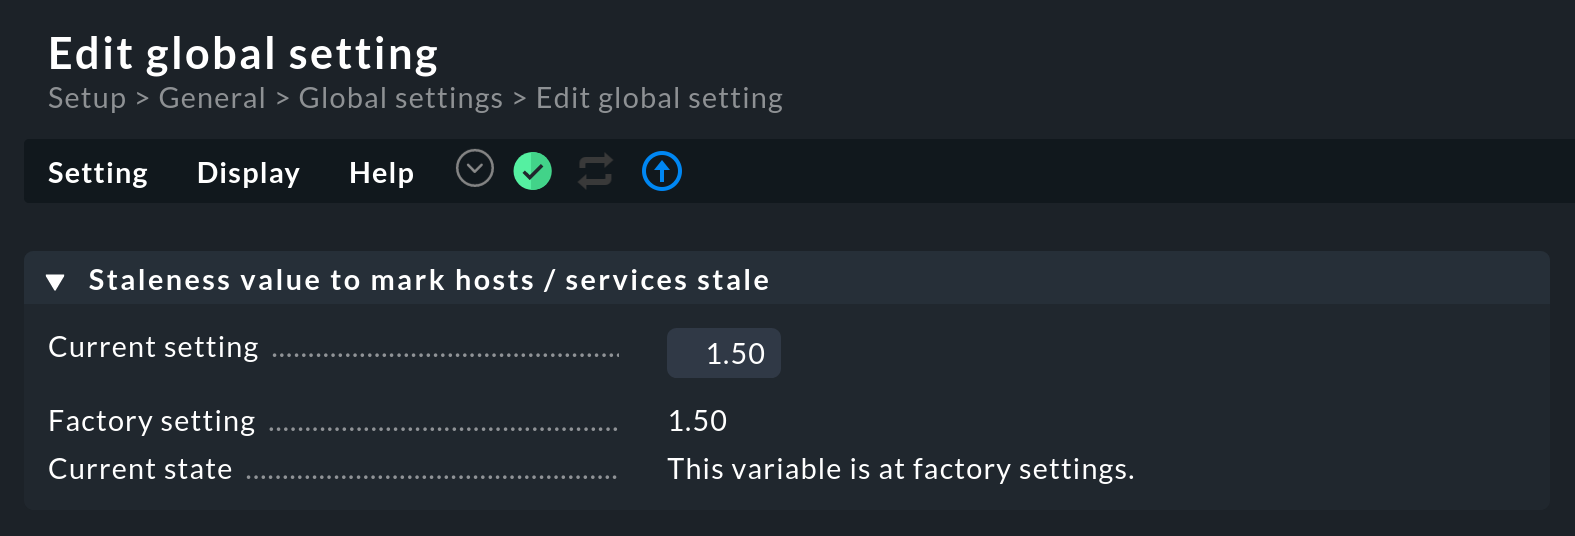 Edit global setting
Setup > General > Global settings > Edit global setting
Setting Display Help
Staleness value to mark hosts / services stale
Current setting 1.50
Factory setting 1.50
Current state This variable is at factory settings.